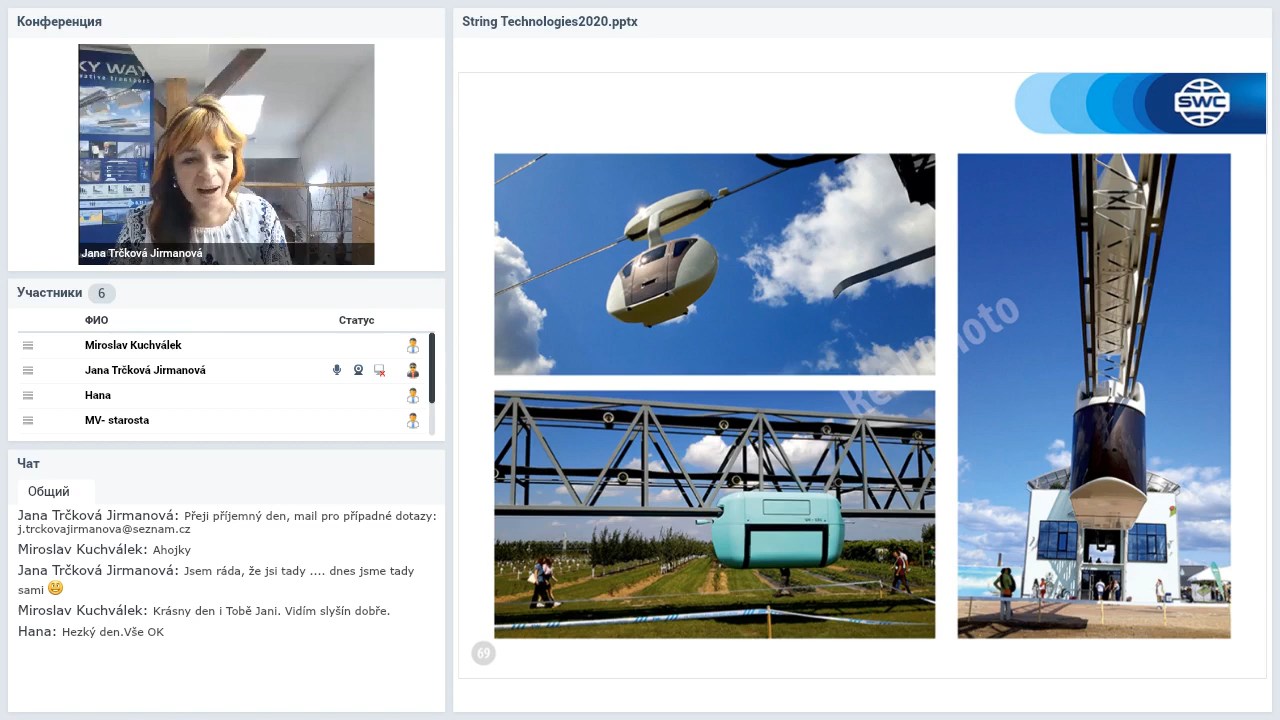 Конференция
KY WAY
Jana Trčková Jirmanová
Участники 6
ФИО Статус
Miroslav Kuchválek
Jana Trčková Jirmanová
Hana
MV- starosta
Чат
Общий
Jana Trčková Jirmanová: Přeji příjemný den, mail pro případné dotazy:
j.trckovajirmanova@seznam.cz
Miroslav Kuchválek: Ahojky
Jana Trčková Jirmanová: Jsem ráda, že jsi tady .... dnes jsme tady
sami
Miroslav Kuchválek: Krásny den i Tobě Jani. Vidím slyšín dobře.
Hana: Hezký den.Vše OK
String Technologies2020.pptx
SWC
69